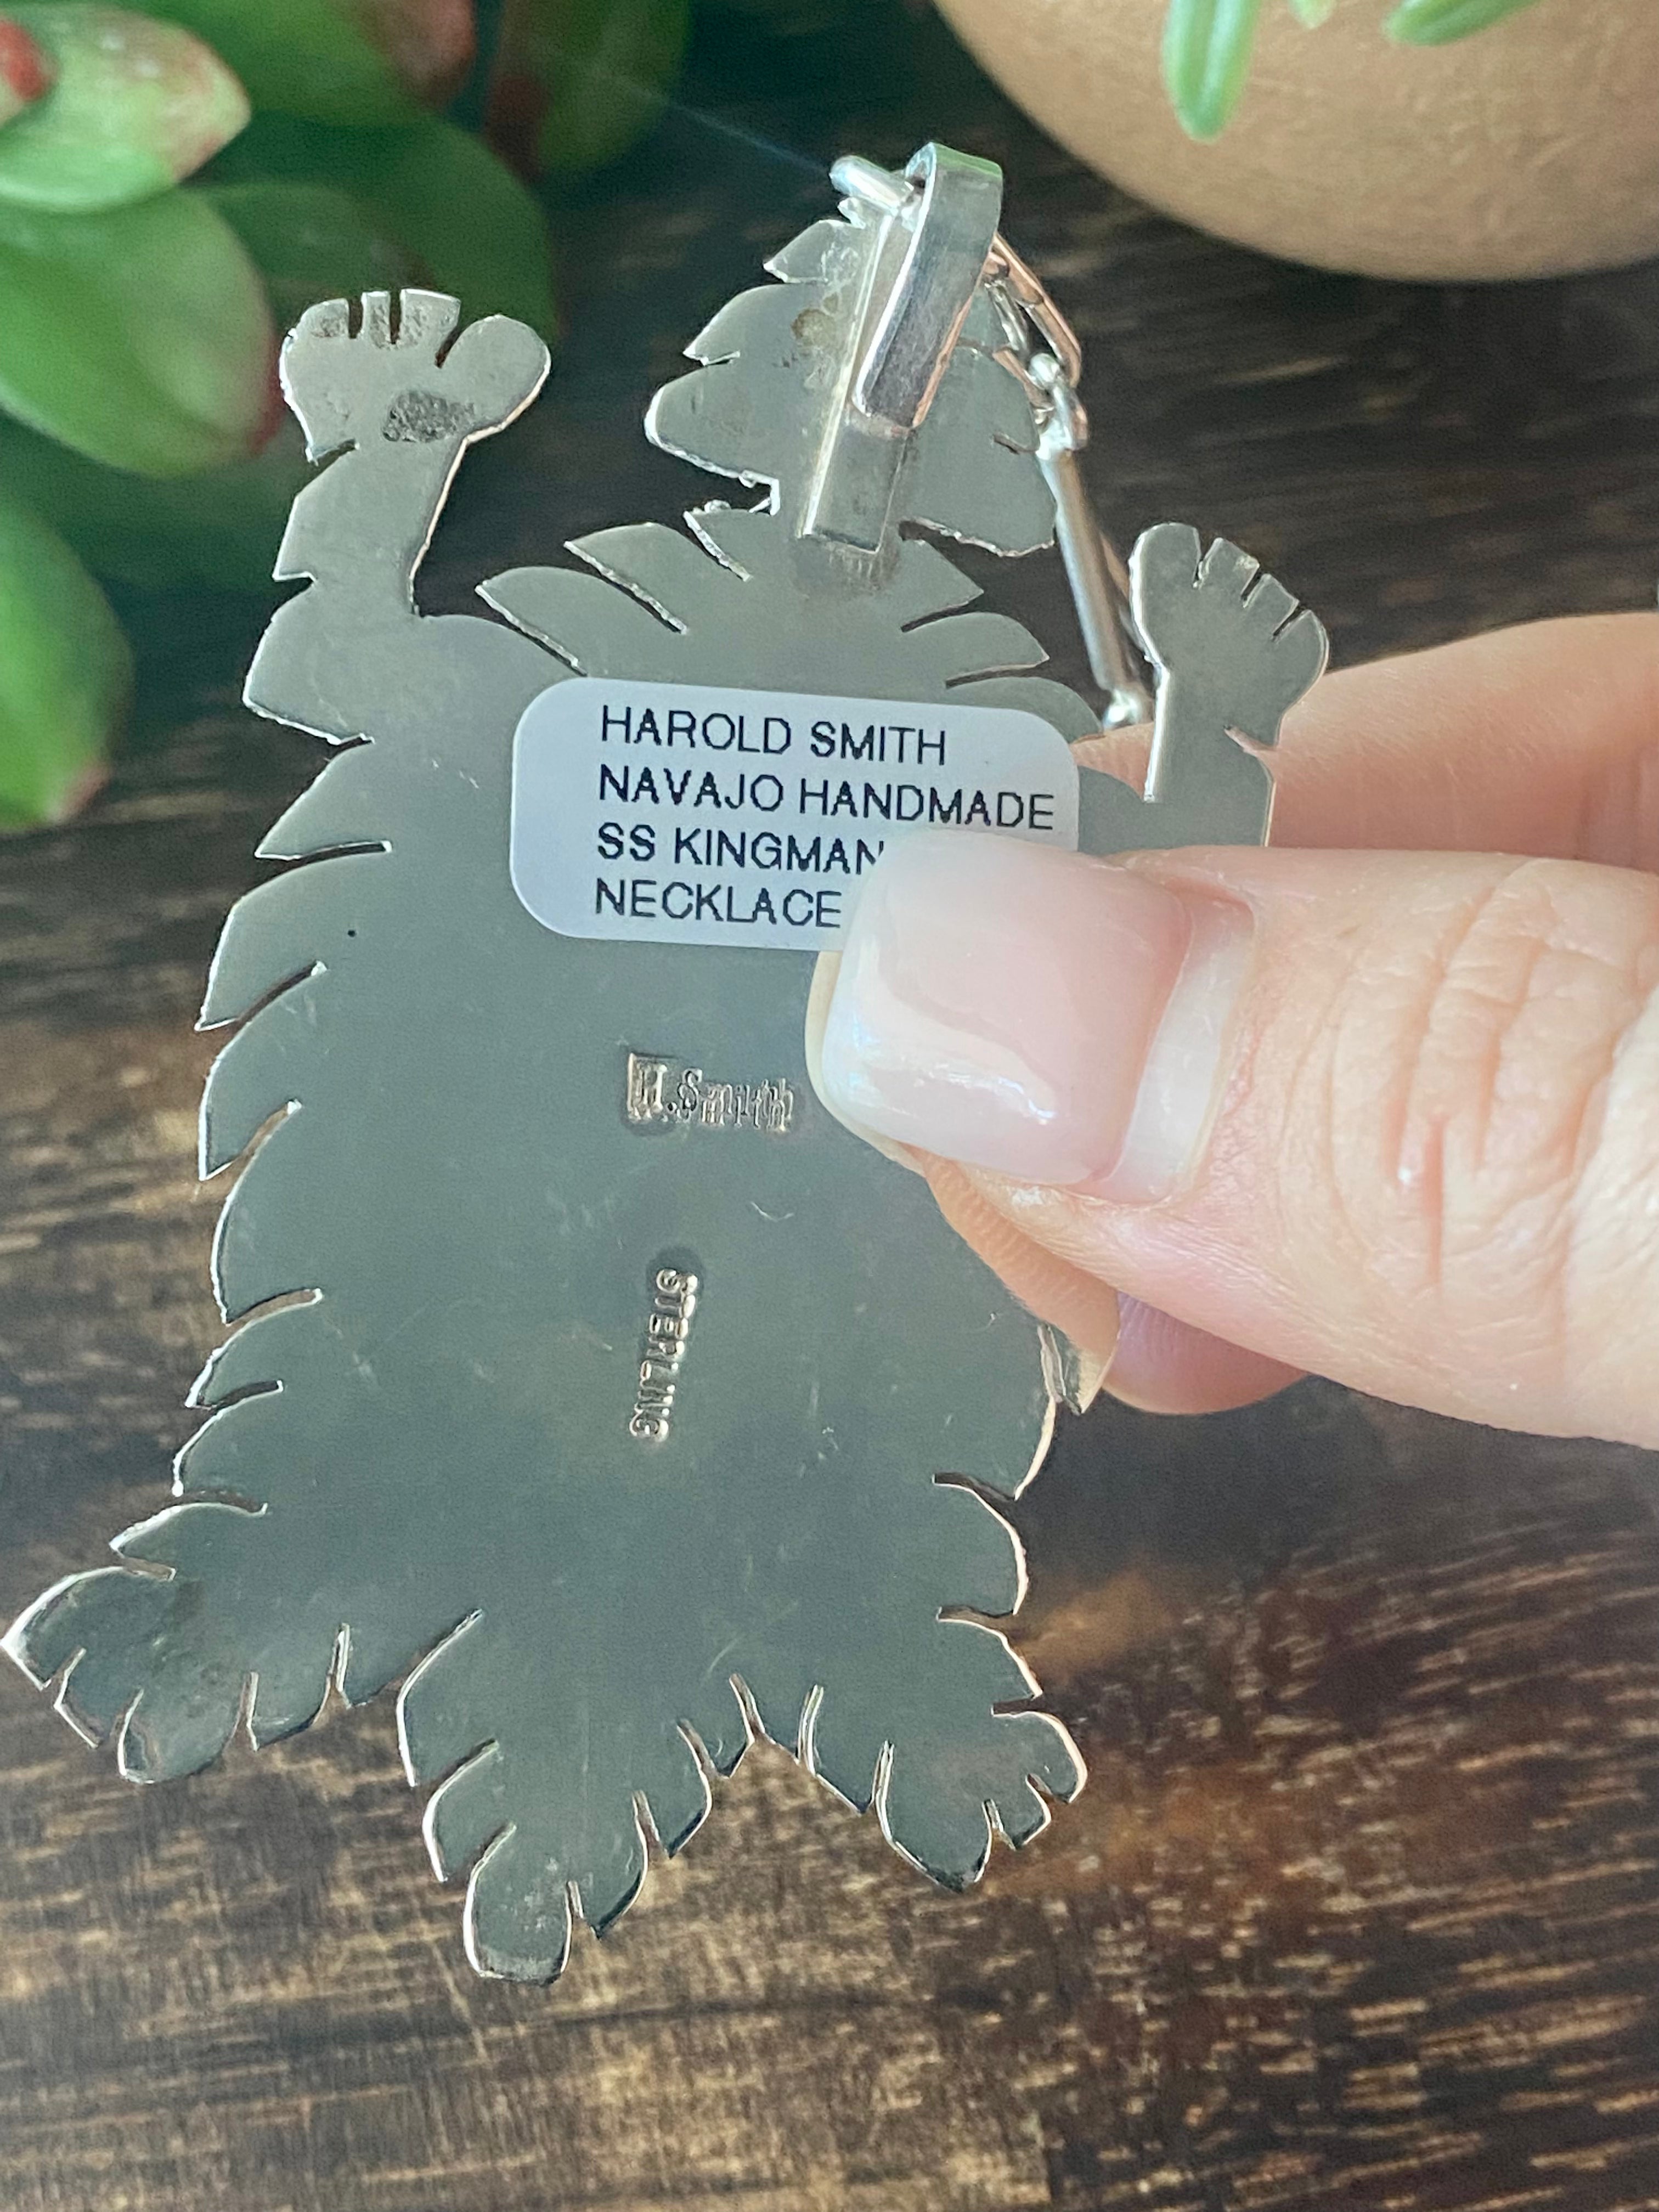 HAROLD SMITH
NAVAJO HANDMADE
SS KINGMAN
NECKLACE
H.Smith
STERLING